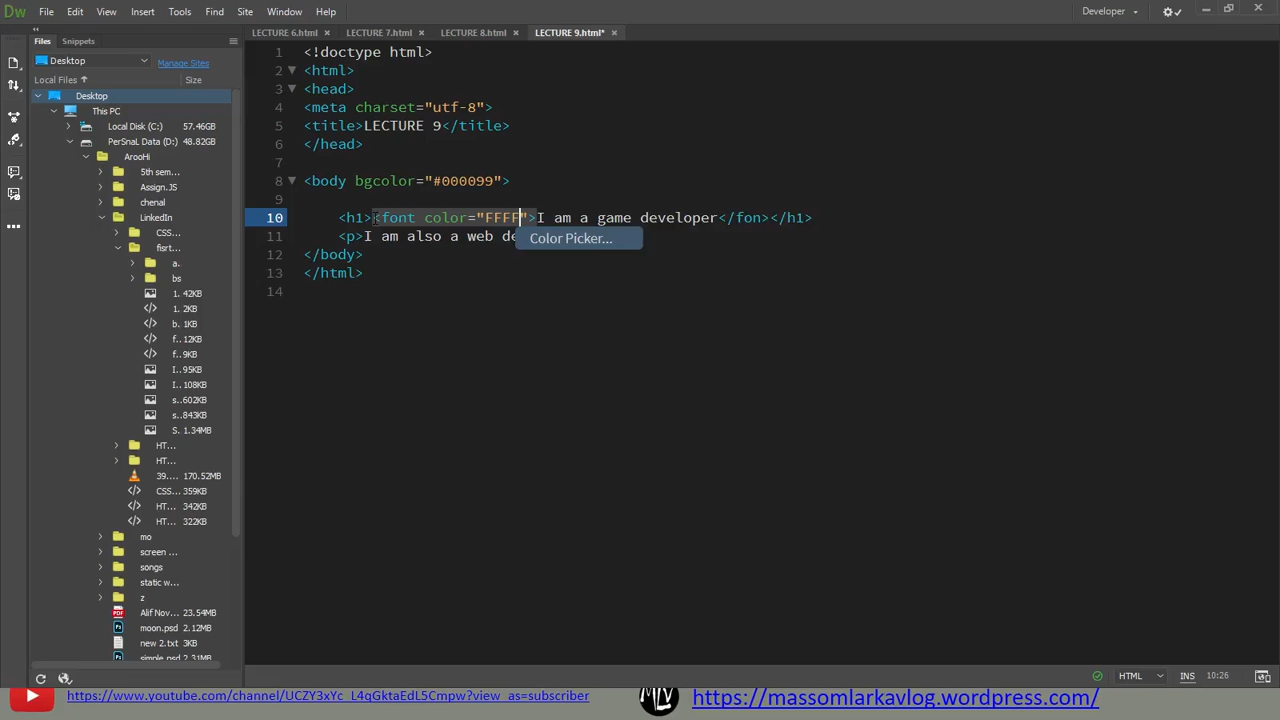 Dw File Edit View Insert Tools Find Site Window Help Developer
Files Snippets
LECTURE 6.html LECTURE 7.html LECTURE 8.html LECTURE 9.html*
Desktop Manage Sites
Local Files Size
Desktop
This PC
Local Disk (C:) 57.46GB
PerSnaL Data (D:) 48.82GB
ArooHi
5th sem
Assign.JS
chenal
LinkedIn
CSS...
fisrt...
a.
bs
1. 42KB
1. 2KB
b. 1KB
f.. 12KB
f.. 9KB
I.. 95KB
I.. 108KB
s.. 602KB
s.. 843KB
S. 1.34MB
HT...
HT...
39... 170.52MB
CSS... 359KB
HT... 342KB
HT... 322KB
mo
screen ...
songs
static w...
z
Alif Nov... 23.54MB
moon.psd 2.12MB
new 2.txt 3KB
simple.psd 2.31MB
1 <!doctype html>
2 <html>
3 <head>
4 <meta charset="utf-8">
5 <title>LECTURE 9</title>
6 </head>
7
8 <body bgcolor="#000099">
9
10 <h1><font color="FFFF">I am a game developer</fon></h1>
11 <p>I am also a web de
Color Picker...
12 </body>
13 </html>
14
HTML INS 10:26
https://www.youtube.com/channel/UCZY3xYc_L4qGktaEdL5Cmpw?view_as=subscriber
MLV
https://massomlarkavlog.wordpress.com/